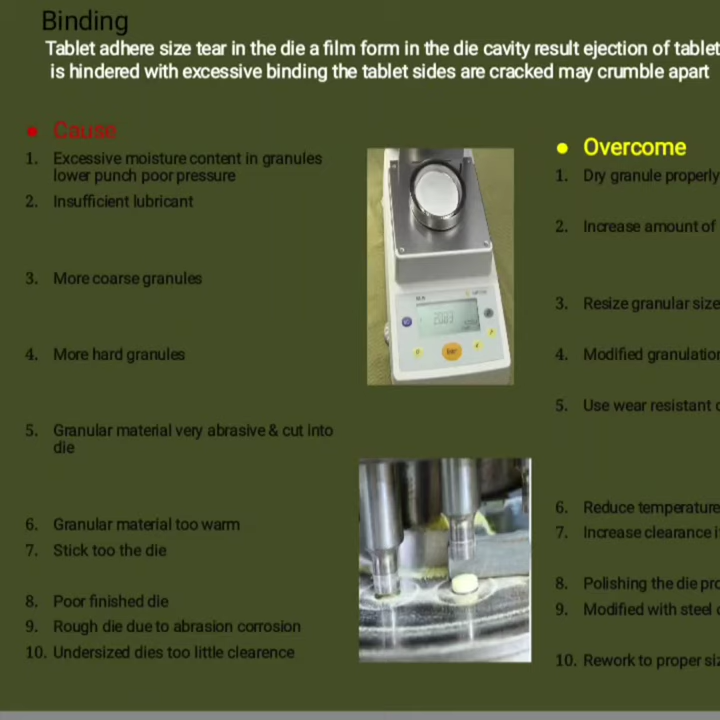 Binding
Tablet adhere size tear in the die a film form in the die cavity result ejection of tablet
is hindered with excessive binding the tablet sides are cracked may crumble apart
● Cause
1. Excessive moisture content in granules
lower punch poor pressure
2. Insufficient lubricant
3. More coarse granules
4. More hard granules
5. Granular material very abrasive & cut into
die
6. Granular material too warm
7. Stick too the die
8. Poor finished die
9. Rough die due to abrasion corrosion
10. Undersized dies too little clearence
● Overcome
1. Dry granule properly
2. Increase amount of
3. Resize granular size
4. Modified granulation
5. Use wear resistant
6. Reduce temperature
7. Increase clearance
8. Polishing the die
9. Modified with steel
10. Rework to proper